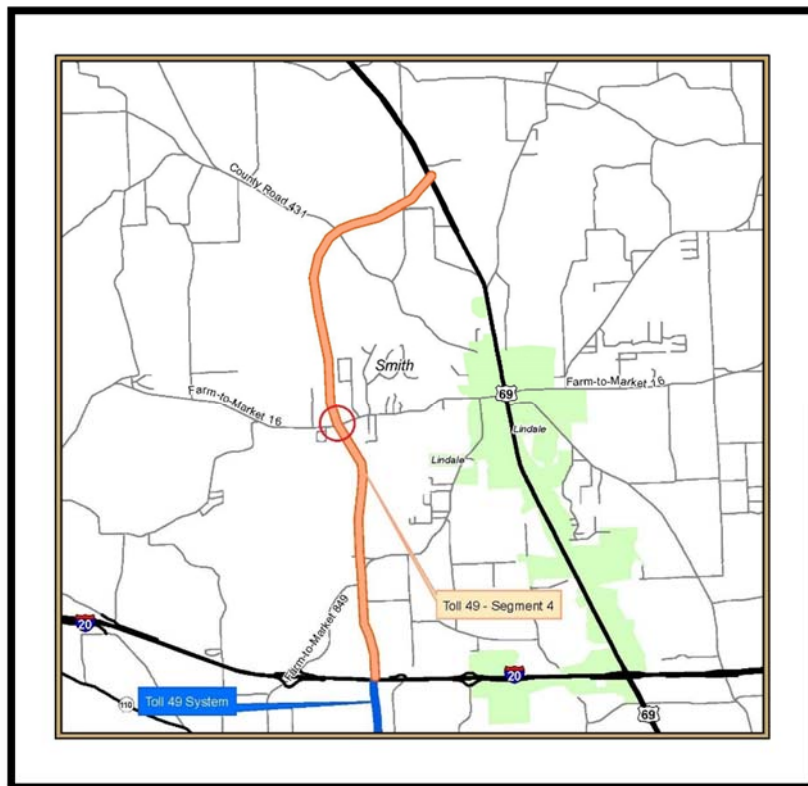 County Road 431
Smith
Farm-to-Market 16
Farm-to-Market 16
69
Lindale
Lindale
Toll 49 - Segment 4
Farm-to-Market 849
20
20
110
Toll 49 System
69